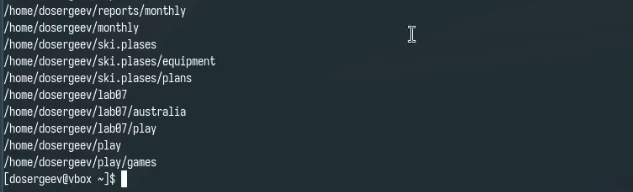 /home/dosergeev/reports/monthly
/home/dosergeev/monthly
/home/dosergeev/ski.plases
/home/dosergeev/ski.plases/equipment
/home/dosergeev/ski.plases/plans
/home/dosergeev/lab07
/home/dosergeev/lab07/australia
/home/dosergeev/lab07/play
/home/dosergeev/play
/home/dosergeev/play/games
[dosergeev@vbox ~]$